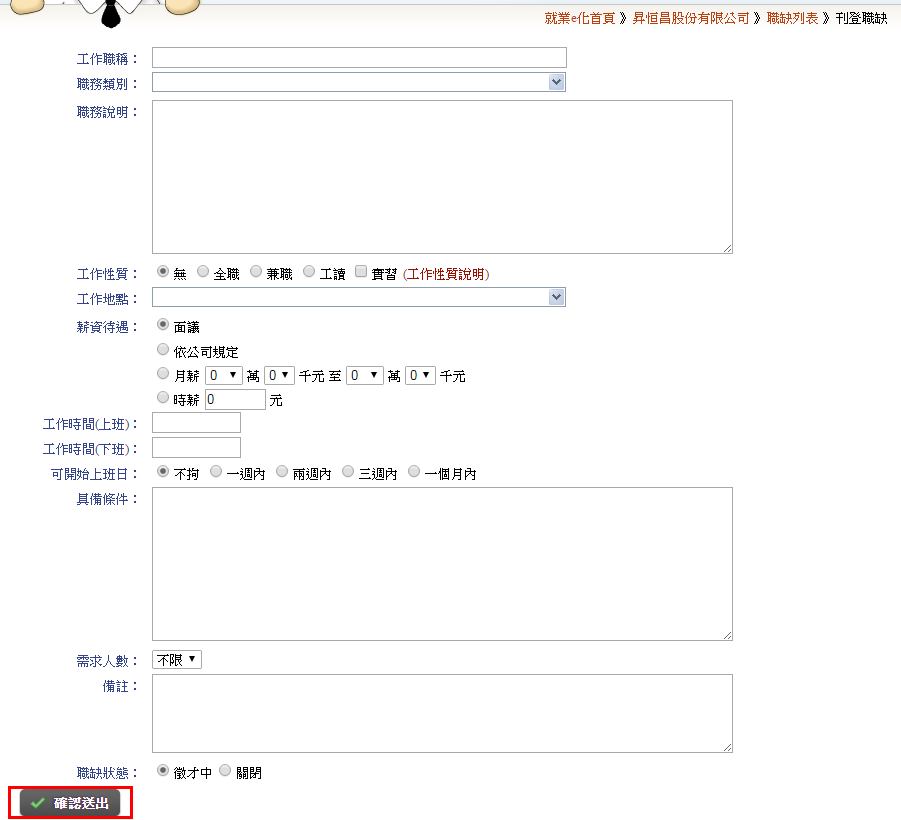 就業e化首頁 》 昇恒昌股份有限公司 》 職缺列表 》 刊登職缺
工作職稱：
職務類別：
職務說明：
工作性質： 無 全職 兼職 工讀 實習 (工作性質說明)
工作地點：
薪資待遇： 面議
依公司規定
月薪 0 萬 0 千元 至 0 萬 0 千元
時薪 0 元
工作時間(上班)：
工作時間(下班)：
可開始上班日： 不拘 一週內 兩週內 三週內 一個月內
具備條件：
需求人數： 不限
備註：
職缺狀態： 徵才中 關閉
確認送出